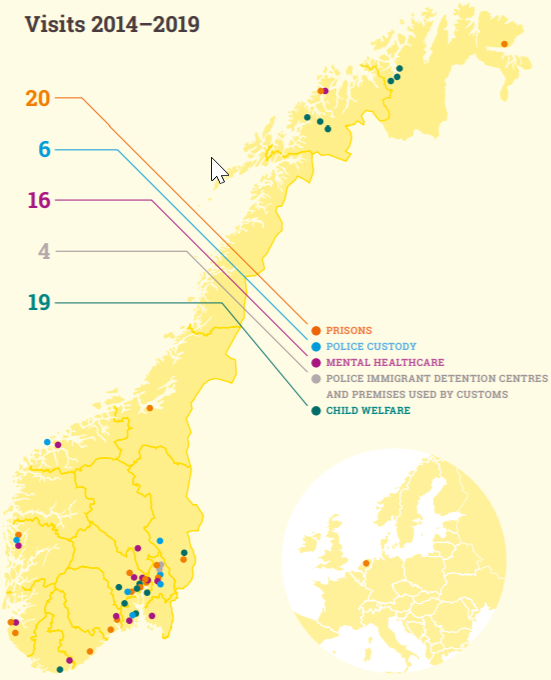 Visits 2014–2019
20
6
16
4
19
PRISONS
POLICE CUSTODY
MENTAL HEALTHCARE
POLICE IMMIGRANT DETENTION CENTRES
AND PREMISES USED BY CUSTOMS
CHILD WELFARE